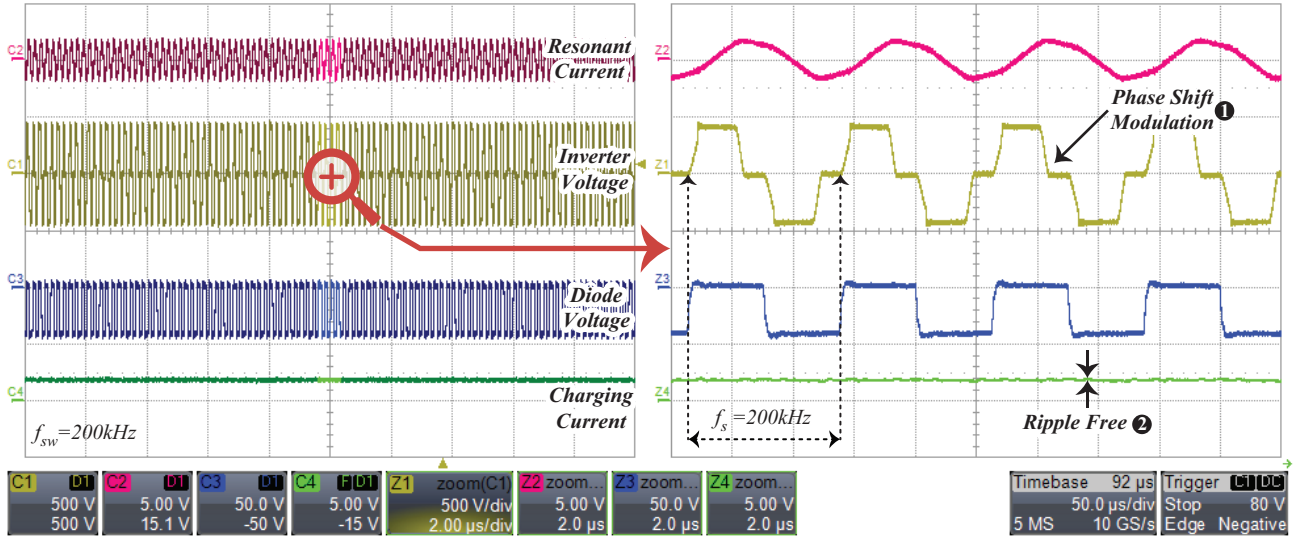 C2
Resonant
Current
C1
Inverter
Voltage
C3
Diode
Voltage
C4
Charging
Current
f_sw=200kHz
Z2
Phase Shift
Modulation ❶
Z1
Z3
Z4
f_s=200kHz
Ripple Free ❷
C1 D1
500 V
500 V
C2 D1
5.00 V
15.1 V
C3 D1
50.0 V
-50 V
C4 F D1
5.00 V
-15 V
Z1 zoom(C1)
500 V/div
2.00 µs/div
Z2 zoom...
5.00 V
2.0 µs
Z3 zoom...
50.0 V
2.0 µs
Z4 zoom...
5.00 V
2.0 µs
Timebase 92 µs
50.0 µs/div
5 MS 10 GS/s
Trigger C1 DC
Stop 80 V
Edge Negative